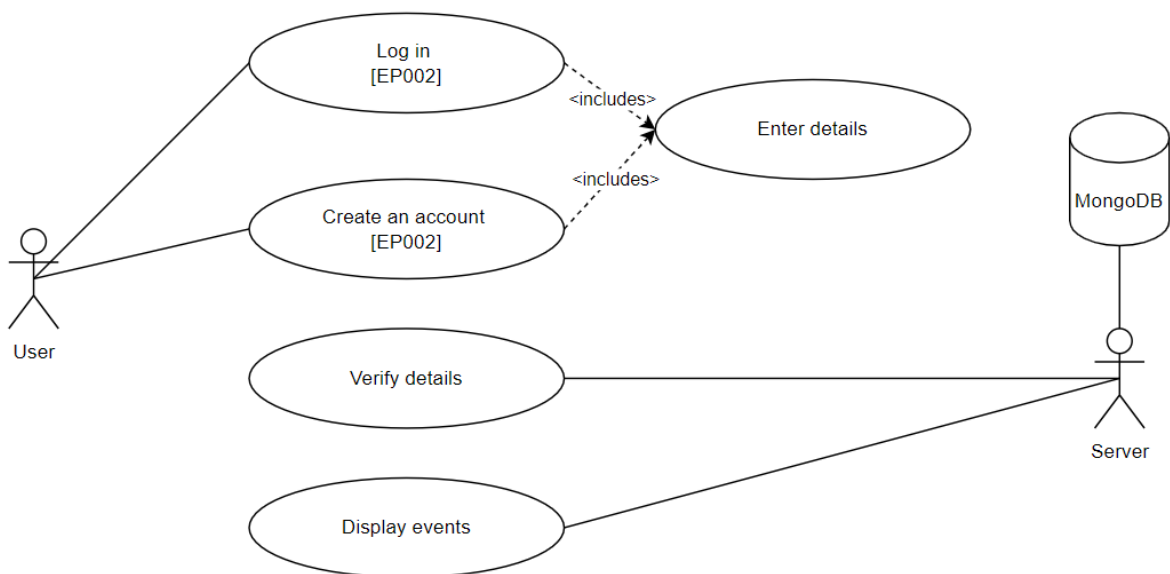 Log in
[EP002]
<includes>
Enter details
MongoDB
<includes>
Create an account
[EP002]
User
Verify details
Server
Display events